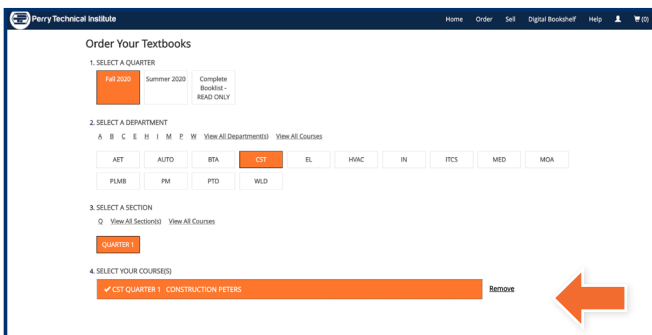 Perry Technical Institute
Home Order Sell Digital Bookshelf Help (0)
Order Your Textbooks
1. SELECT A QUARTER
Fall 2020 Summer 2020 Complete
Booklist -
READ ONLY
2. SELECT A DEPARTMENT
A B C E H I M P W View All Department(s) View All Courses
AET AUTO BTA CST EL HVAC IN ITCS MED MOA
PLMB PM PTD WLD
3. SELECT A SECTION
Q View All Section(s) View All Courses
QUARTER 1
4. SELECT YOUR COURSE(S)
✔ CST QUARTER 1 CONSTRUCTION PETERS Remove